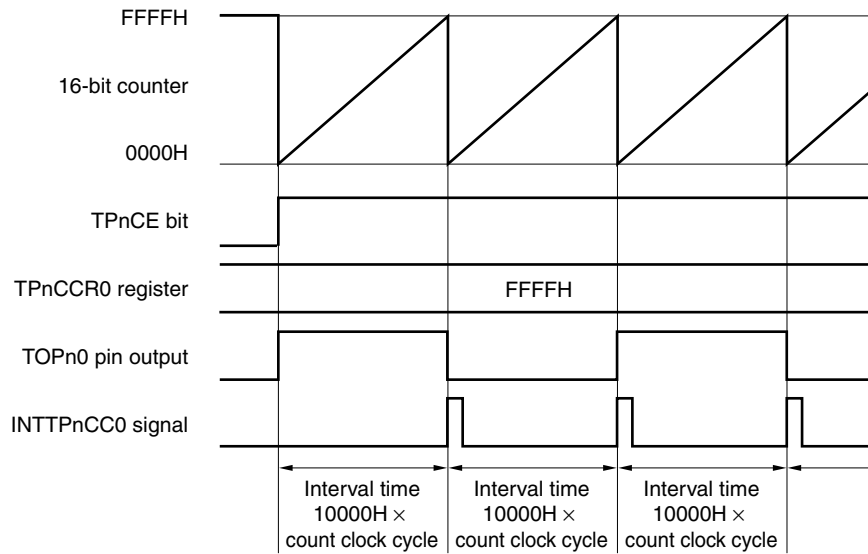 FFFFH
16-bit counter
0000H
TPnCE bit
TPnCCR0 register
FFFFH
TOPn0 pin output
INTTPnCC0 signal
Interval time
10000H ×
count clock cycle
Interval time
10000H ×
count clock cycle
Interval time
10000H ×
count clock cycle